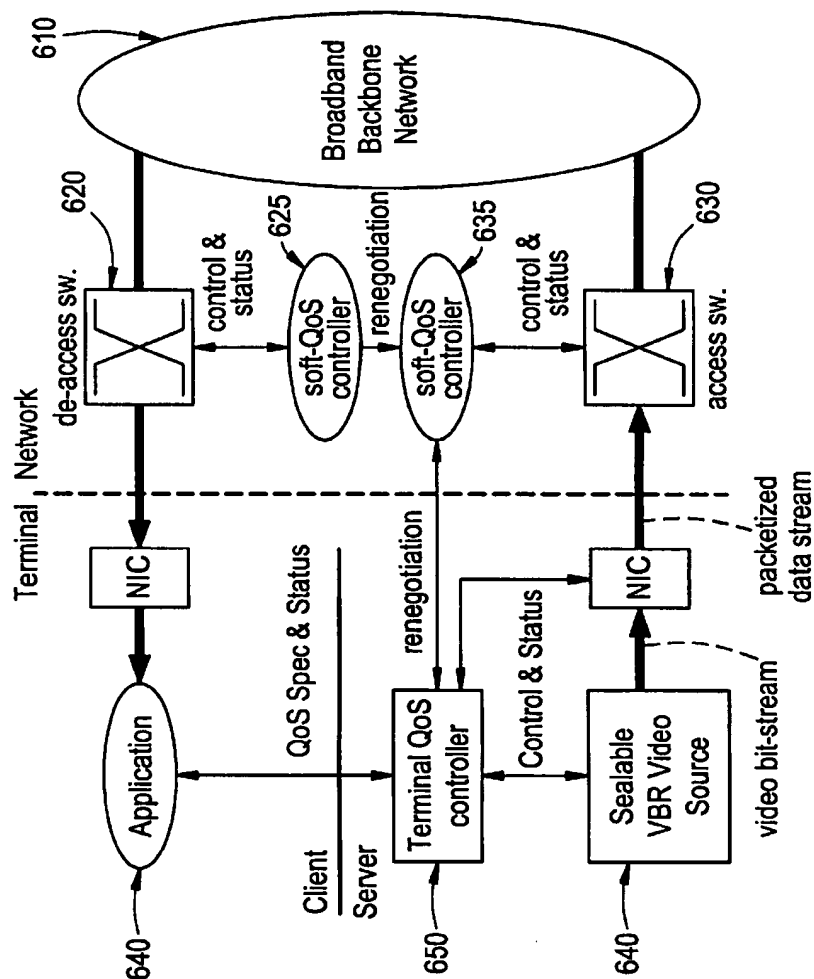 Terminal
Network
640
Application
NIC
de-access sw.
620
610
Broadband
Backbone
Network
control &
status
QoS Spec & Status
soft-QoS
controller
625
renegotiation
Client
Server
650
Terminal QoS
controller
renegotiation
soft-QoS
controller
635
Control & Status
control &
status
640
Sealable
VBR Video
Source
NIC
access sw.
630
video bit-stream
packetized
data stream